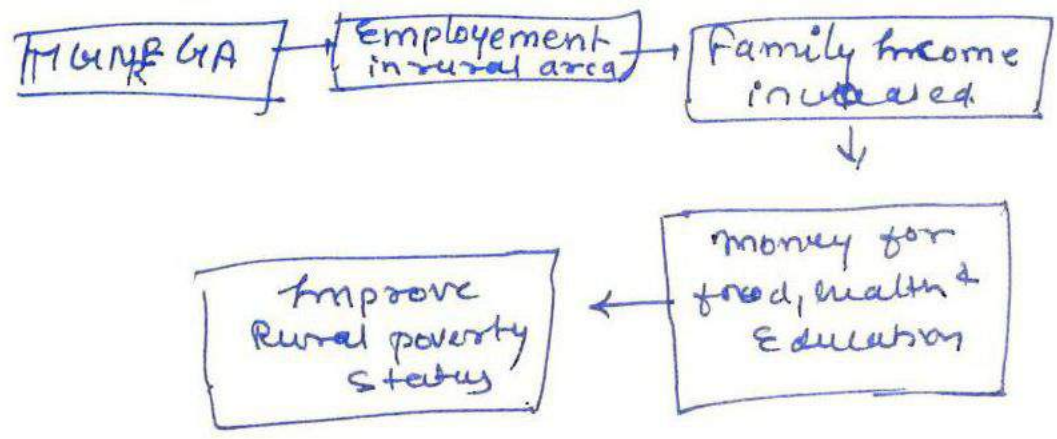 MGNREGA
Employement
in rural area
Family Income
increased
Money for
food, health &
Education
Improve
Rural poverty
Status